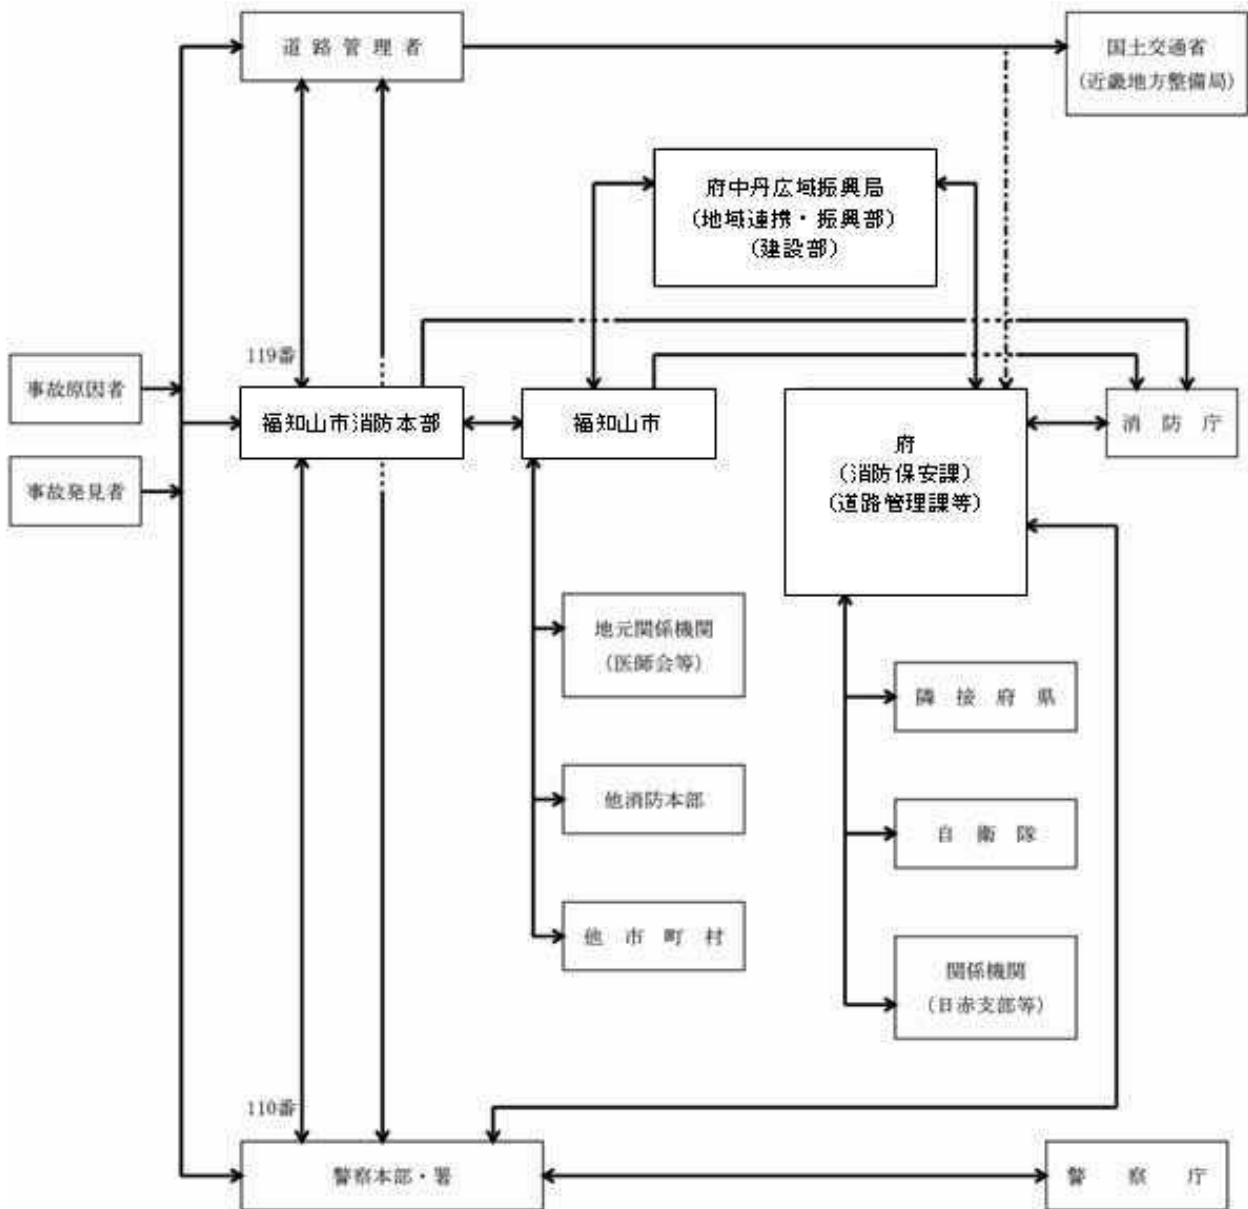 道路管理者
国土交通省
(近畿地方整備局)
府中丹広域振興局
(地域連携・振興部)
(建設部)
119番
事故原因者
福知山市消防本部
福知山市
府
(消防保安課)
(道路管理課等)
消防庁
事故発見者
地元関係機関
(医師会等)
隣接府県
他消防本部
自衛隊
他市町村
関係機関
(日赤支部等)
110番
警察本部・署
警察庁